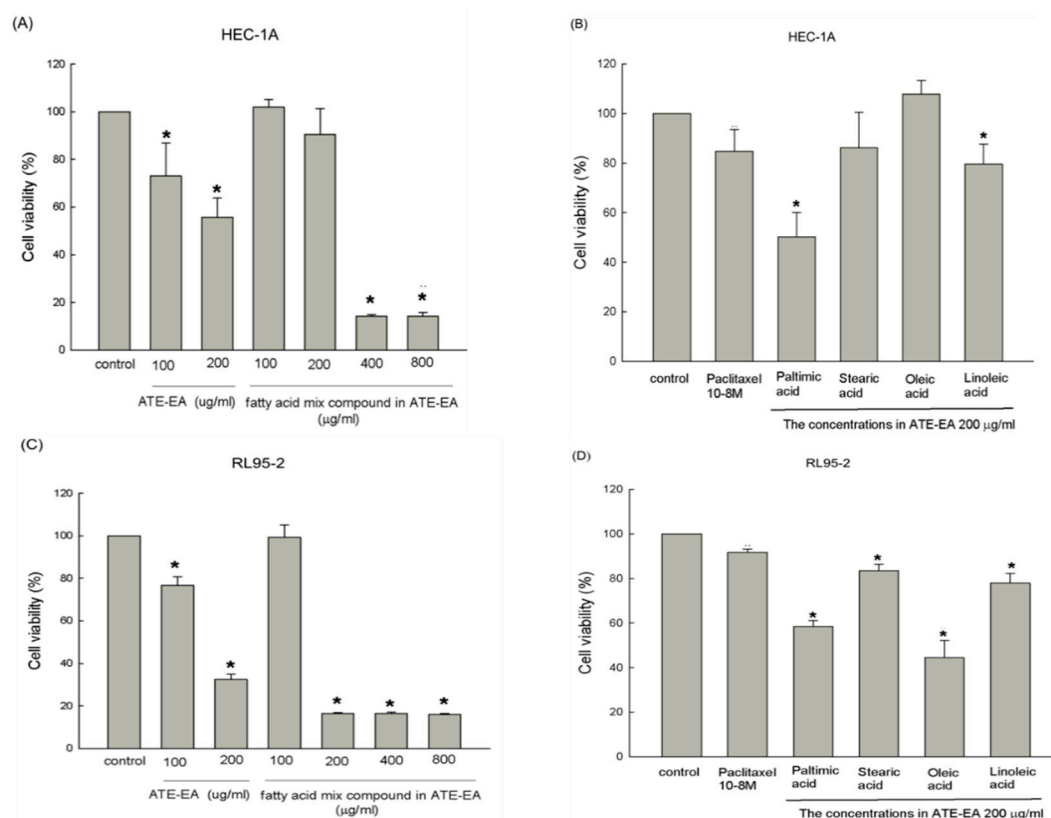 (A)
HEC-1A
Cell viability (%)
120
100
80
60
40
20
0
*
*
*
*
control
100
200
100
200
400
800
ATE-EA (ug/ml)
fatty acid mix compound in ATE-EA
(μg/ml)
(B)
HEC-1A
Cell viability (%)
120
100
80
60
40
20
0
*
*
control
Paclitaxel
10-8M
Paltimic
acid
Stearic
acid
Oleic
acid
Linoleic
acid
The concentrations in ATE-EA 200 μg/ml
(C)
RL95-2
Cell viability (%)
120
100
80
60
40
20
0
*
*
*
*
*
control
100
200
100
200
400
800
ATE-EA (ug/ml)
fatty acid mix compound in ATE-EA
(μg/ml)
(D)
RL95-2
Cell viability (%)
120
100
80
60
40
20
0
*
*
*
*
control
Paclitaxel
10-8M
Paltimic
acid
Stearic
acid
Oleic
acid
Linoleic
acid
The concentrations in ATE-EA 200 μg/ml